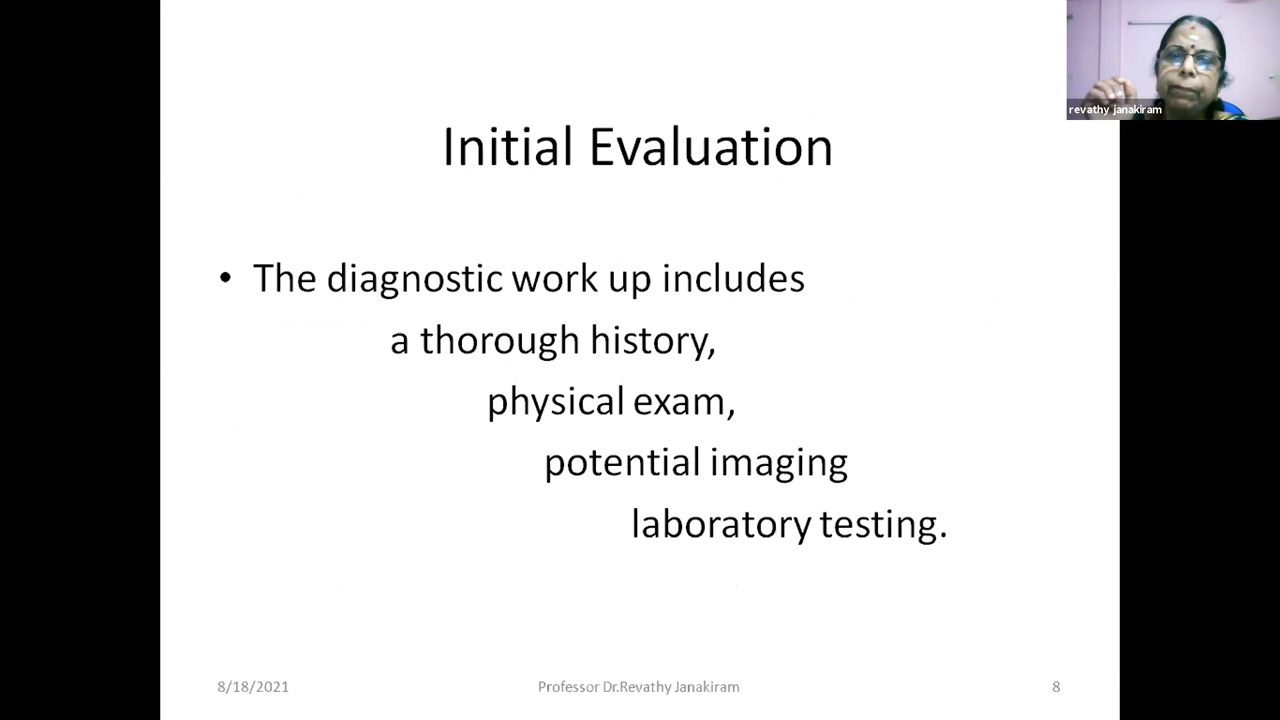 revathy janakiram
Initial Evaluation
• The diagnostic work up includes
a thorough history,
physical exam,
potential imaging
laboratory testing.
8/18/2021
Professor Dr.Revathy Janakiram
8